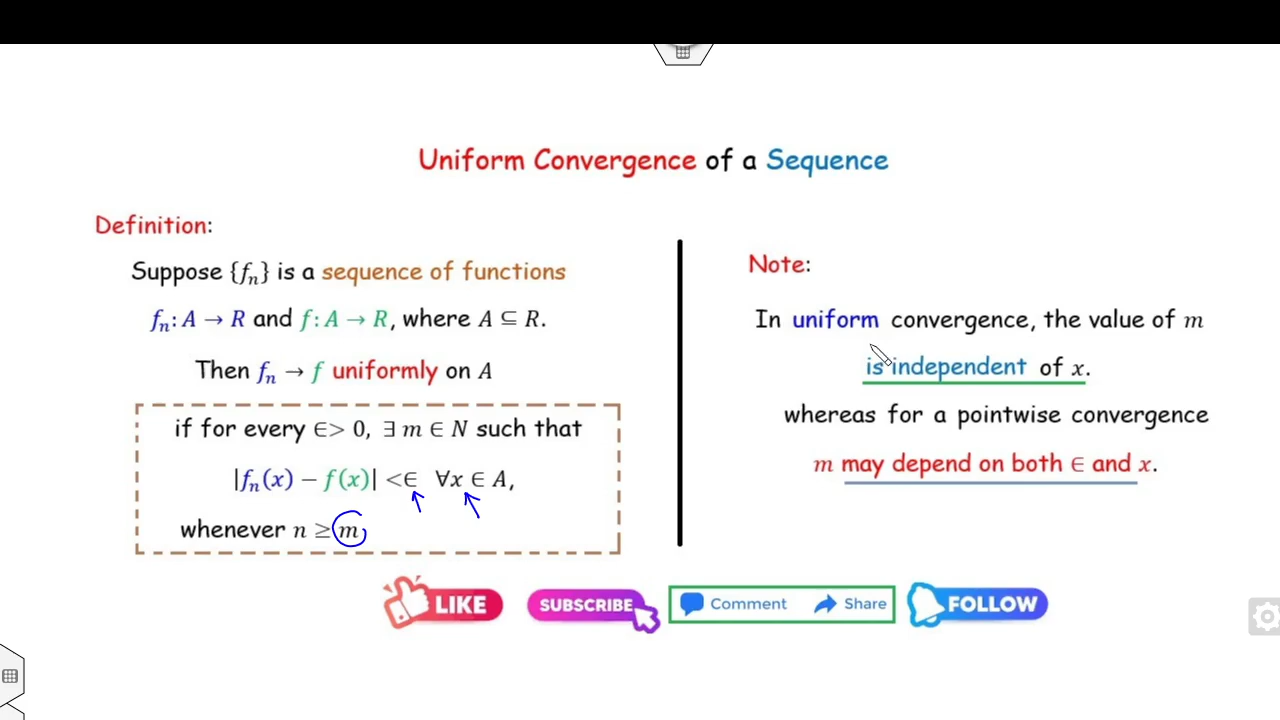 Uniform Convergence of a Sequence
Definition:
Suppose {fₙ} is a sequence of functions
fₙ: A → R and f: A → R, where A ⊆ R.
Then fₙ → f uniformly on A
if for every ∈> 0, ∃ m ∈ N such that
|fₙ(x) − f(x)| <∈ ∀x ∈ A,
whenever n ≥ m
Note:
In uniform convergence, the value of m
is independent of x.
whereas for a pointwise convergence
m may depend on both ∈ and x.
LIKE
SUBSCRIBE
Comment
Share
FOLLOW